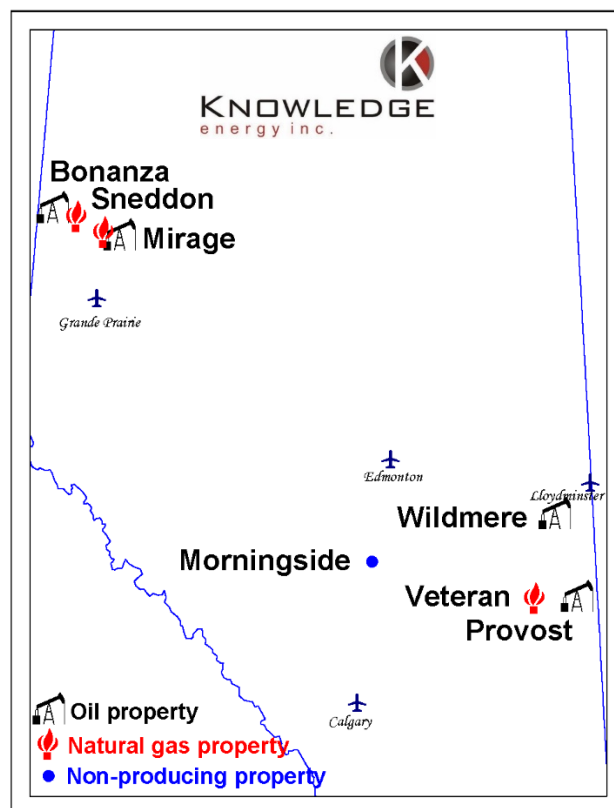 KNOWLEDGE
energy inc.
Bonanza
Sneddon
Mirage
Grande Prairie
Edmonton
Lloydminster
Wildmere
Morningside
Veteran
Provost
Calgary
Oil property
Natural gas property
Non-producing property